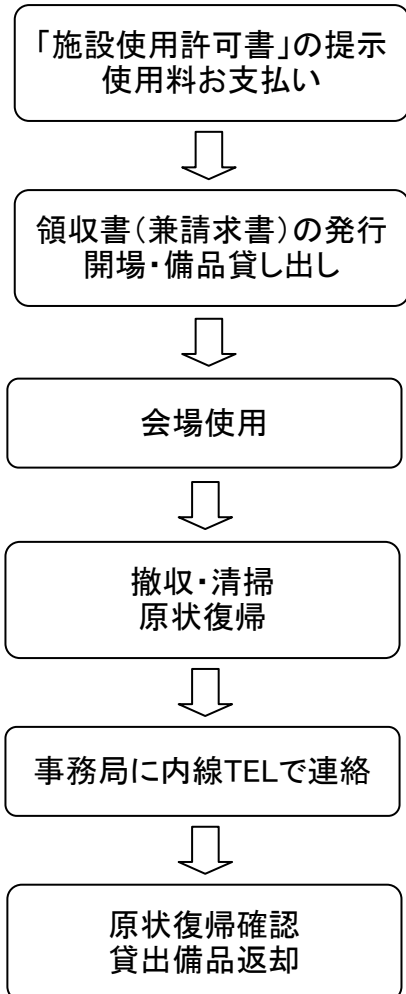 「施設使用許可書」の提示
使用料お支払い
領収書(兼請求書)の発行
開場・備品貸し出し
会場使用
撤収・清掃
原状復帰
事務局に内線TELで連絡
原状復帰確認
貸出備品返却